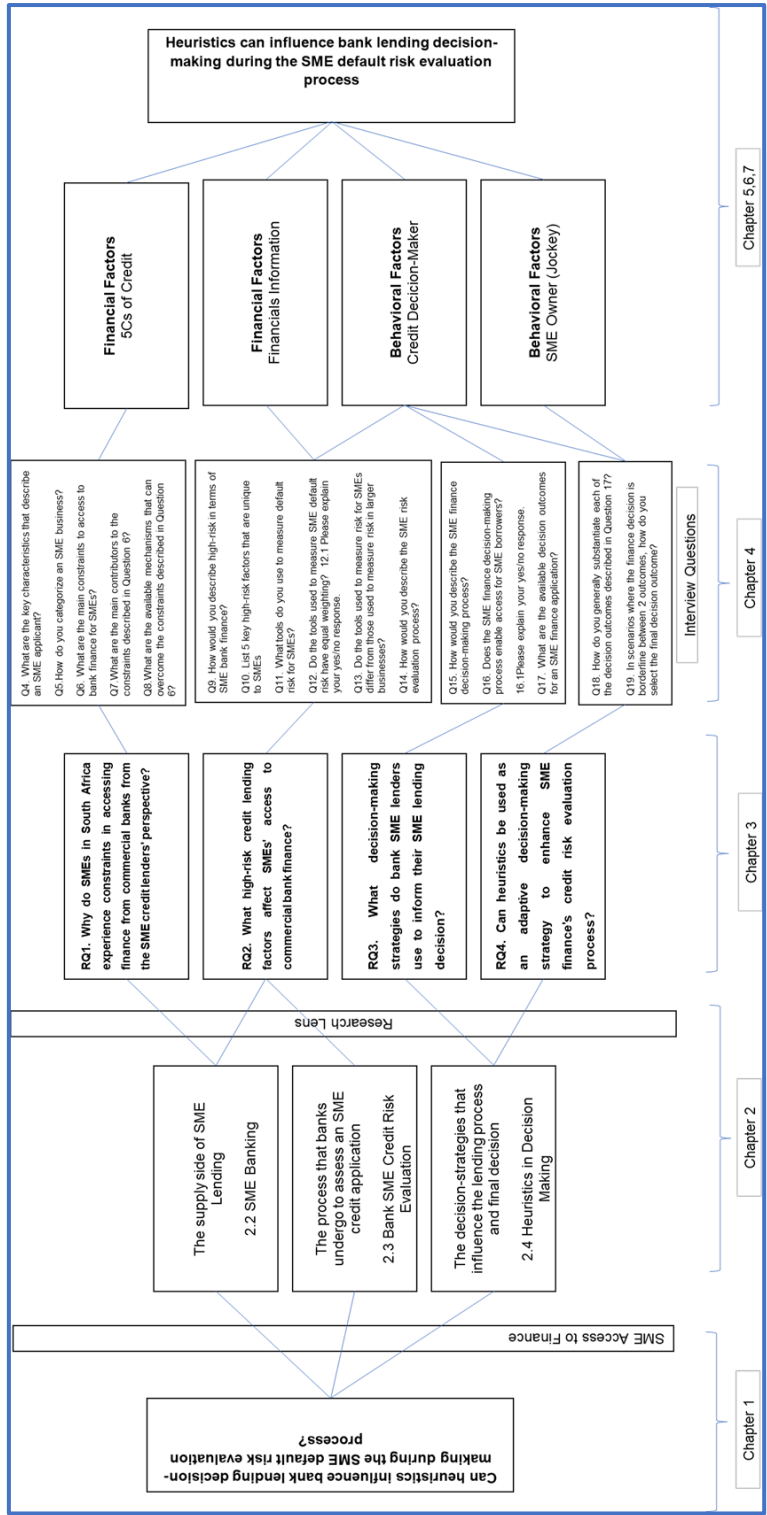 Can heuristics influence bank lending decision-
making during the SME default risk evaluation
process?
Chapter 1
SME Access to Finance
The supply side of SME
Lending
2.2 SME Banking
The process that banks
undergo to assess an SME
credit application
2.3 Bank SME Credit Risk
Evaluation
The decision-strategies that
influence the lending process
and final decision
2.4 Heuristics in Decision
Making
Chapter 2
Research Lens
RQ1. Why do SMEs in South Africa
experience constraints in accessing
finance from commercial banks from
the SME credit lenders' perspective?
RQ2. What high-risk credit lending
factors affect SMEs' access to
commercial bank finance?
RQ3. What decision-making
strategies do bank SME lenders
use to inform their SME lending
decision?
RQ4. Can heuristics be used as
an adaptive decision-making
strategy to enhance SME
finance's credit risk evaluation
process?
Chapter 3
Q4. What are the key characteristics that describe
an SME applicant?
Q5 How do you categorize an SME business?
Q6. What are the main constraints to access to
bank finance for SMEs?
Q7.What are the main contributors to the
constraints described in Question 6?
Q8.What are the available mechanisms that can
overcome the constraints described in Question
6?
Q9. How would you describe high-risk in terms of
SME bank finance?
Q10. List 5 key high-risk factors that are unique
to SMEs
Q11. What tools do you use to measure default
risk for SMEs?
Q12. Do the tools used to measure SME default
risk have equal weighting? 12.1 Please explain
your yes/no response.
Q13. Do the tools used to measure risk for SMEs
differ from those used to measure risk in larger
businesses?
Q14. How would you describe the SME risk
evaluation process?
Q15. How would you describe the SME finance
decision-making process?
Q16. Does the SME finance decision-making
process enable access for SME borrowers?
16.1Please explain your yes/no response.
Q17. What are the available decision outcomes
for an SME finance application?
Q18. How do you generally substantiate each of
the decision outcomes described in Question 17?
Q19. In scenarios where the finance decision is
borderline between 2 outcomes, how do you
select the final decision outcome?
Interview Questions
Chapter 4
Financial Factors
5Cs of Credit
Financial Factors
Financials Information
Behavioral Factors
Credit Decicion-Maker
Behavioral Factors
SME Owner (Jockey)
Heuristics can influence bank lending decision-
making during the SME default risk evaluation
process
Chapter 5,6,7